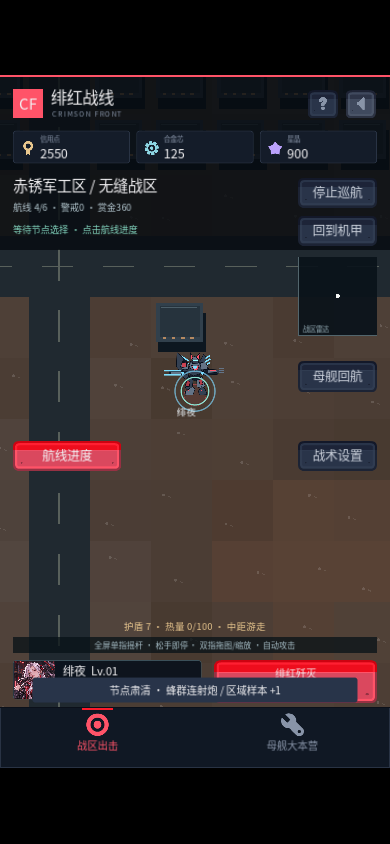 CF
绯红战线
CRIMSON FRONT
?
信用点
2550
合金芯
125
星晶
900
赤锈军工区 / 无缝战区
航线 4/6 · 警戒0 · 赏金360
等待节点选择 · 点击航线进度
停止巡航
回到机甲
战区雷达
母舰回航
绯夜
航线进度
战术设置
护盾 7 · 热量 0/100 · 中距游走
全屏单指摇杆 · 松手即停 · 双指拖图/缩放 · 自动攻击
绯夜 Lv.01
绯红歼灭
节点肃清 · 蜂群连射炮 / 区域样本 +1
战区出击
母舰大本营